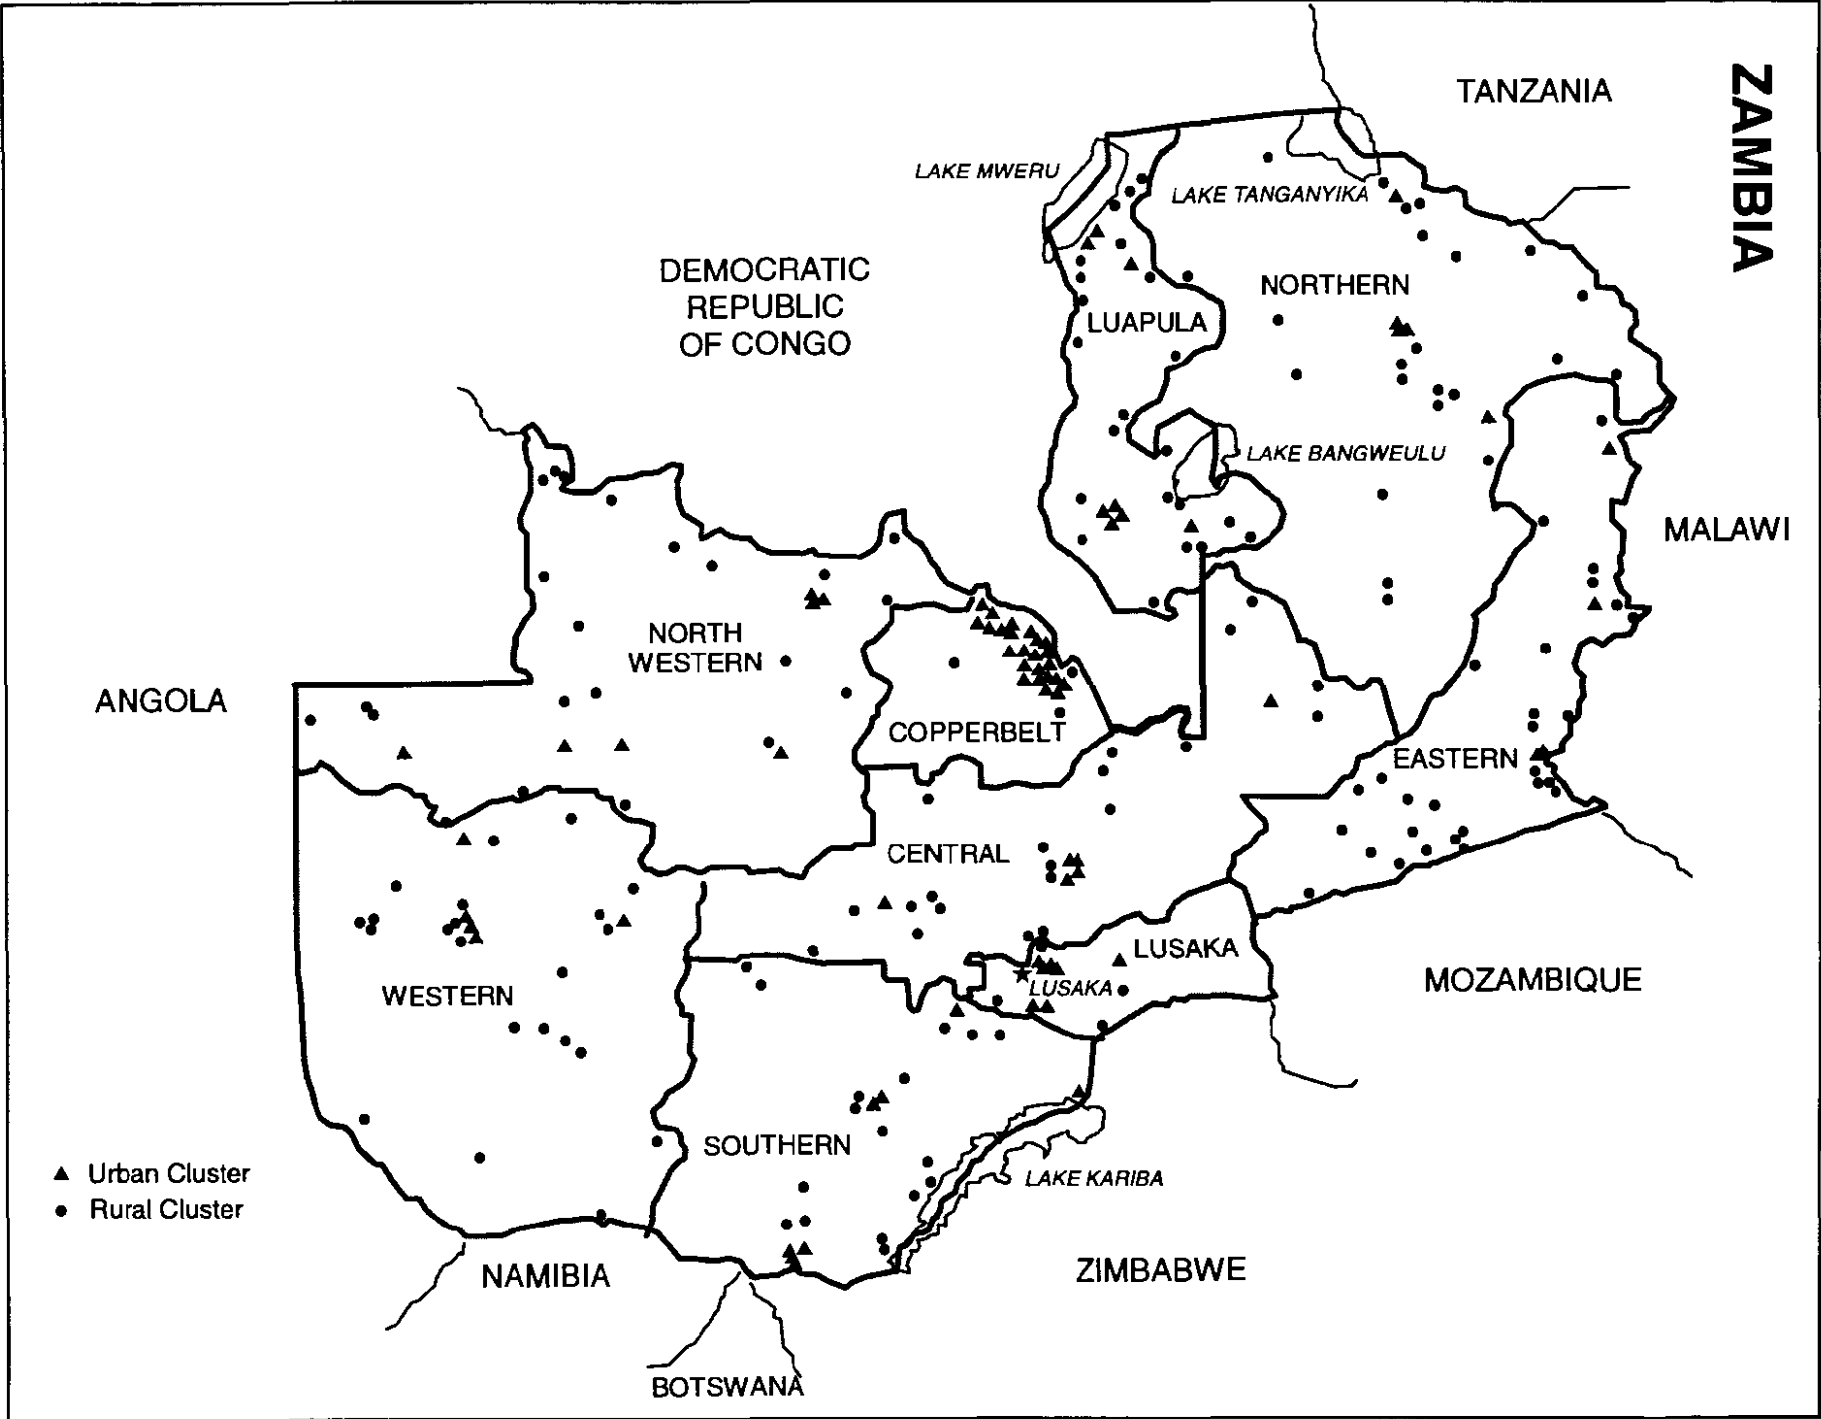 ZAMBIA
TANZANIA
LAKE MWERU
LAKE TANGANYIKA
DEMOCRATIC
REPUBLIC
OF CONGO
NORTHERN
LUAPULA
LAKE BANGWEULU
MALAWI
NORTH
WESTERN
ANGOLA
COPPERBELT
EASTERN
CENTRAL
LUSAKA
LUSAKA
MOZAMBIQUE
WESTERN
SOUTHERN
LAKE KARIBA
Urban Cluster
Rural Cluster
NAMIBIA
ZIMBABWE
BOTSWANA